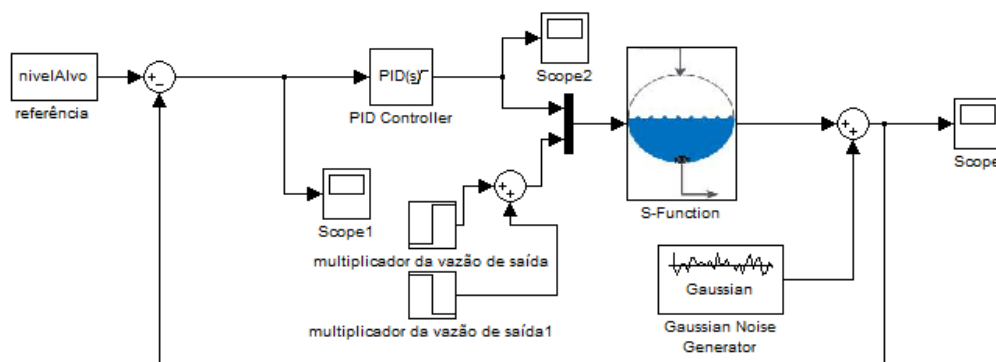 nivelAlvo
referência
PID(s)
PID Controller
Scope2
Scope1
multiplicador da vazão de saída
multiplicador da vazão de saída1
S-Function
Gaussian
Gaussian Noise
Generator
Scope